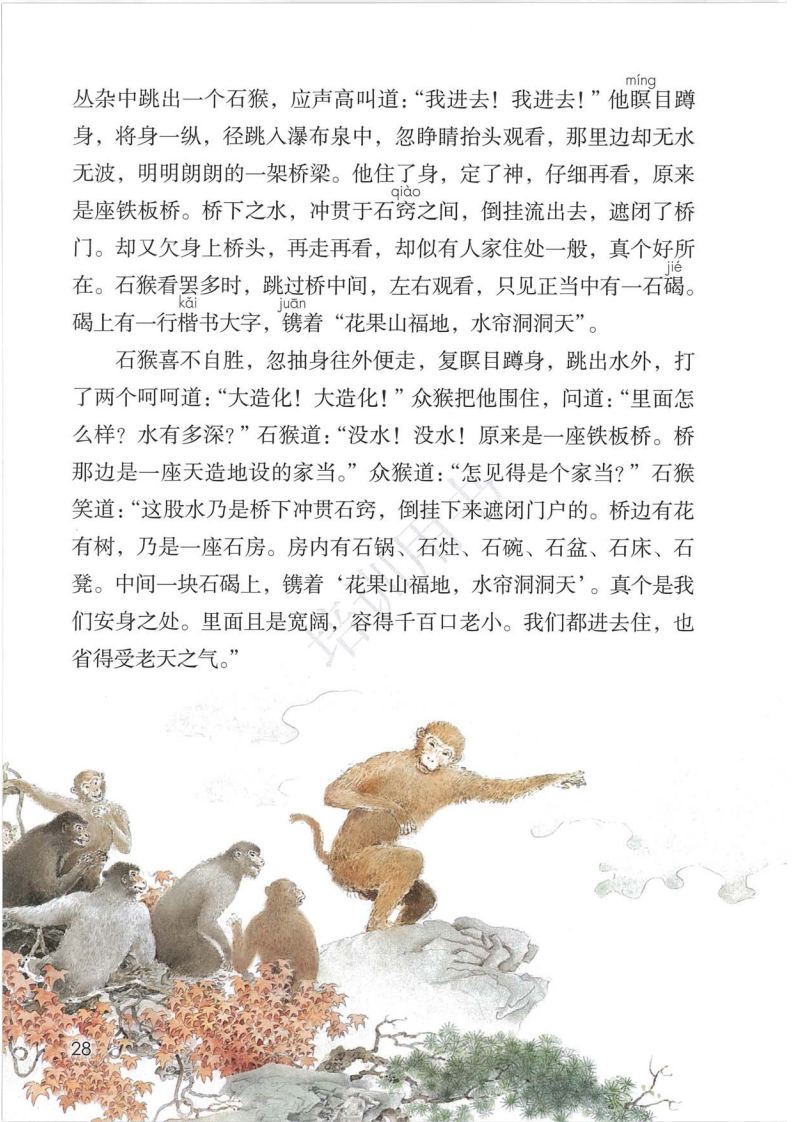 míng
丛杂中跳出一个石猴，应声高叫道：“我进去！我进去！”他瞑目蹲
身，将身一纵，径跳入瀑布泉中，忽睁睛抬头观看，那里边却无水
无波，明明朗朗的一架桥梁。他住了身，定了神，仔细再看，原来
qiào
是座铁板桥。桥下之水，冲贯于石窍之间，倒挂流出去，遮闭了桥
门。却又欠身上桥头，再走再看，却似有人家住处一般，真个好所
jié
在。石猴看罢多时，跳过桥中间，左右观看，只见正当中有一石碣。
kǎi juān
碣上有一行楷书大字，镌着“花果山福地，水帘洞洞天”。
石猴喜不自胜，忽抽身往外便走，复瞑目蹲身，跳出水外，打
了两个呵呵道：“大造化！大造化！”众猴把他围住，问道：“里面怎
么样？水有多深？”石猴道：“没水！没水！原来是一座铁板桥。桥
那边是一座天造地设的家当。”众猴道：“怎见得是个家当？”石猴
笑道：“这股水乃是桥下冲贯石窍，倒挂下来遮闭门户的。桥边有花
有树，乃是一座石房。房内有石锅、石灶、石碗、石盆、石床、石
凳。中间一块石碣上，镌着‘花果山福地，水帘洞洞天’。真个是我
们安身之处。里面且是宽阔，容得千百口老小。我们都进去住，也
省得受老天之气。”
培训用书
28